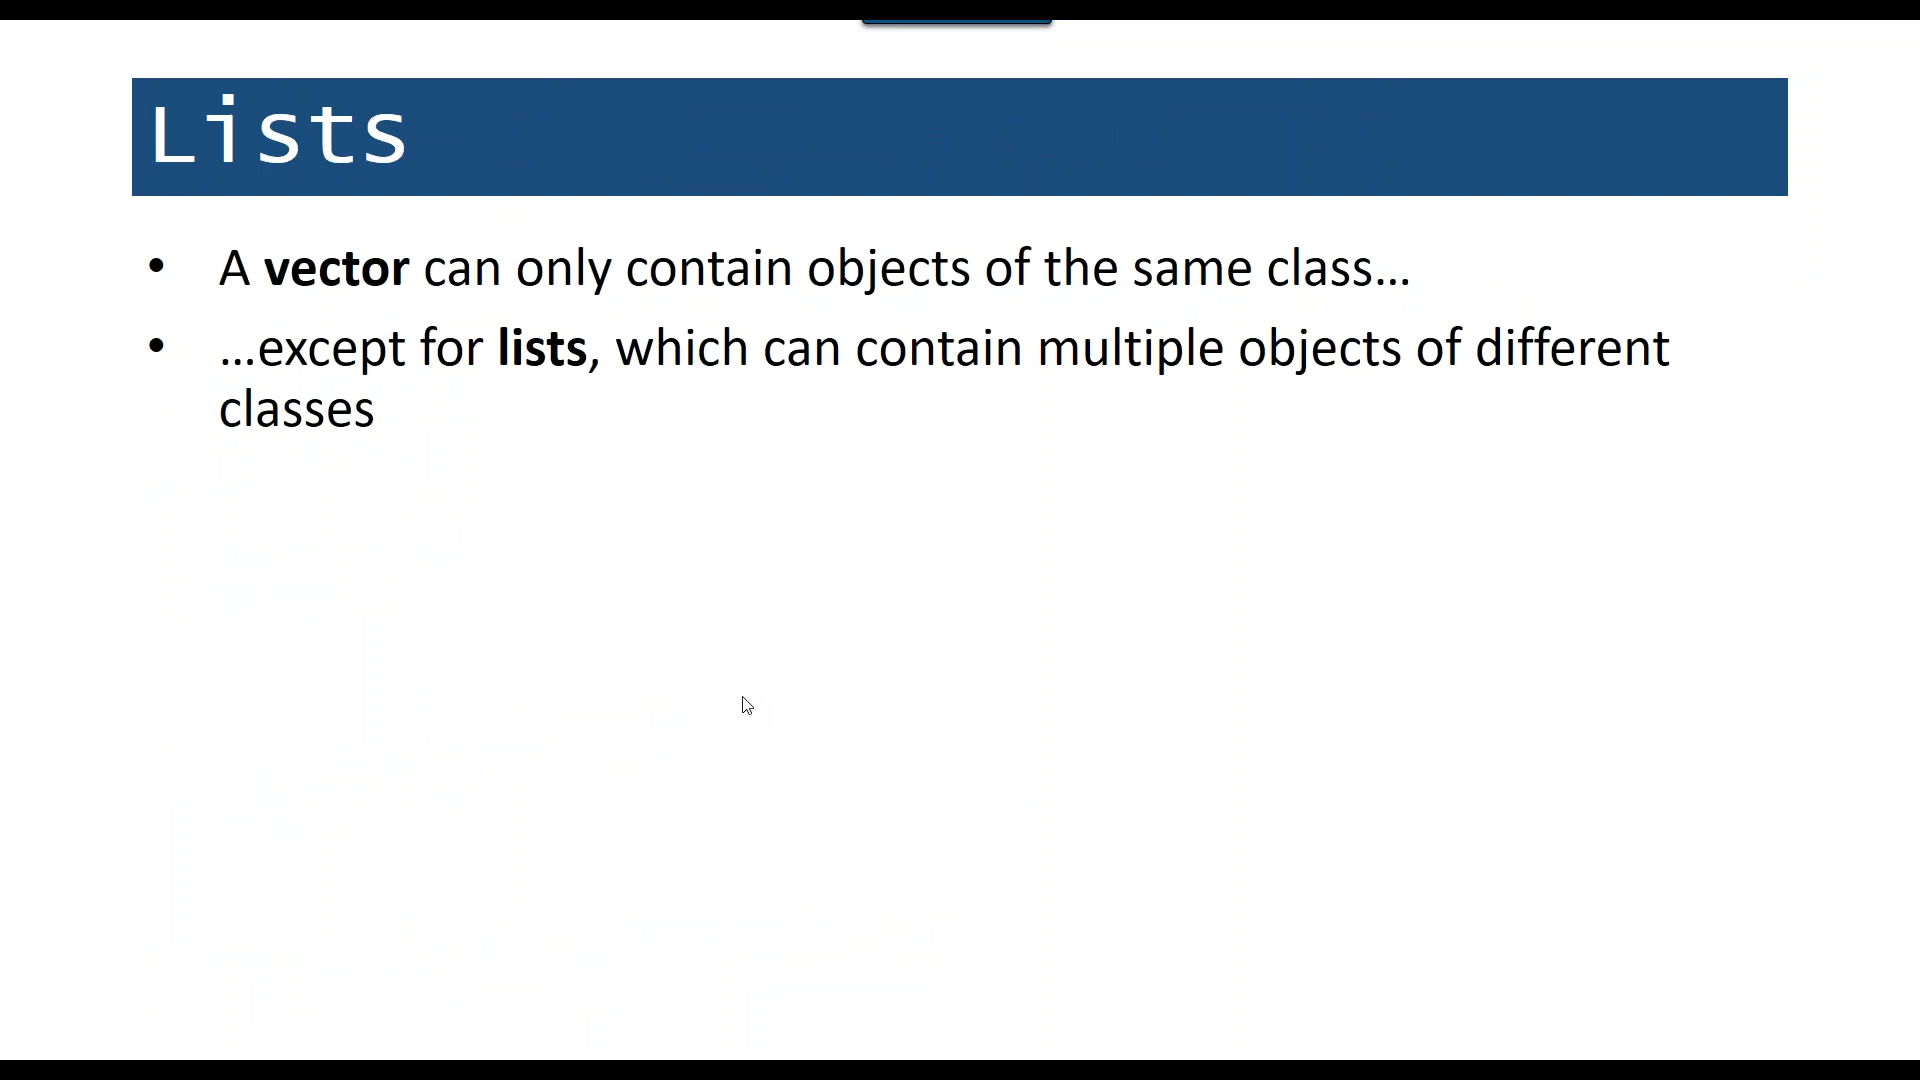 Lists
• A vector can only contain objects of the same class…
• …except for lists, which can contain multiple objects of different
classes